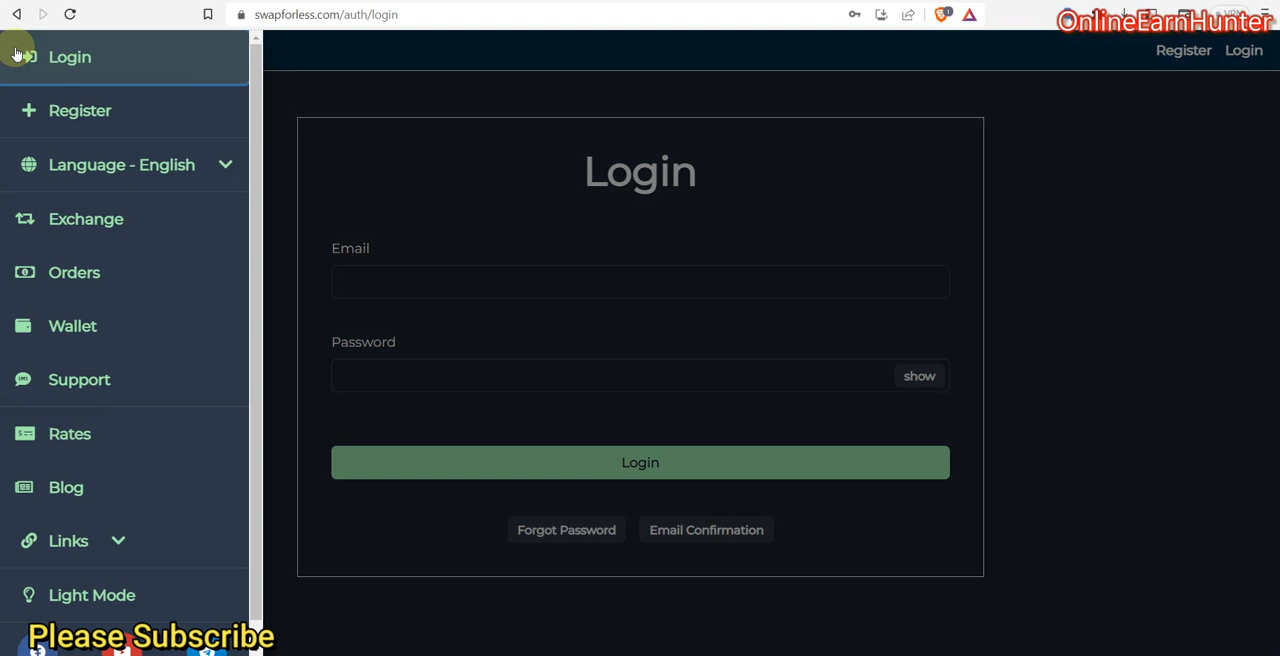 swapforless.com/auth/login
OnlineEarnHunter
Login
Register
Language - English
Exchange
Orders
Wallet
Support
Rates
Blog
Links
Light Mode
Please Subscribe
Register Login
Login
Email
Password
show
Login
Forgot Password Email Confirmation